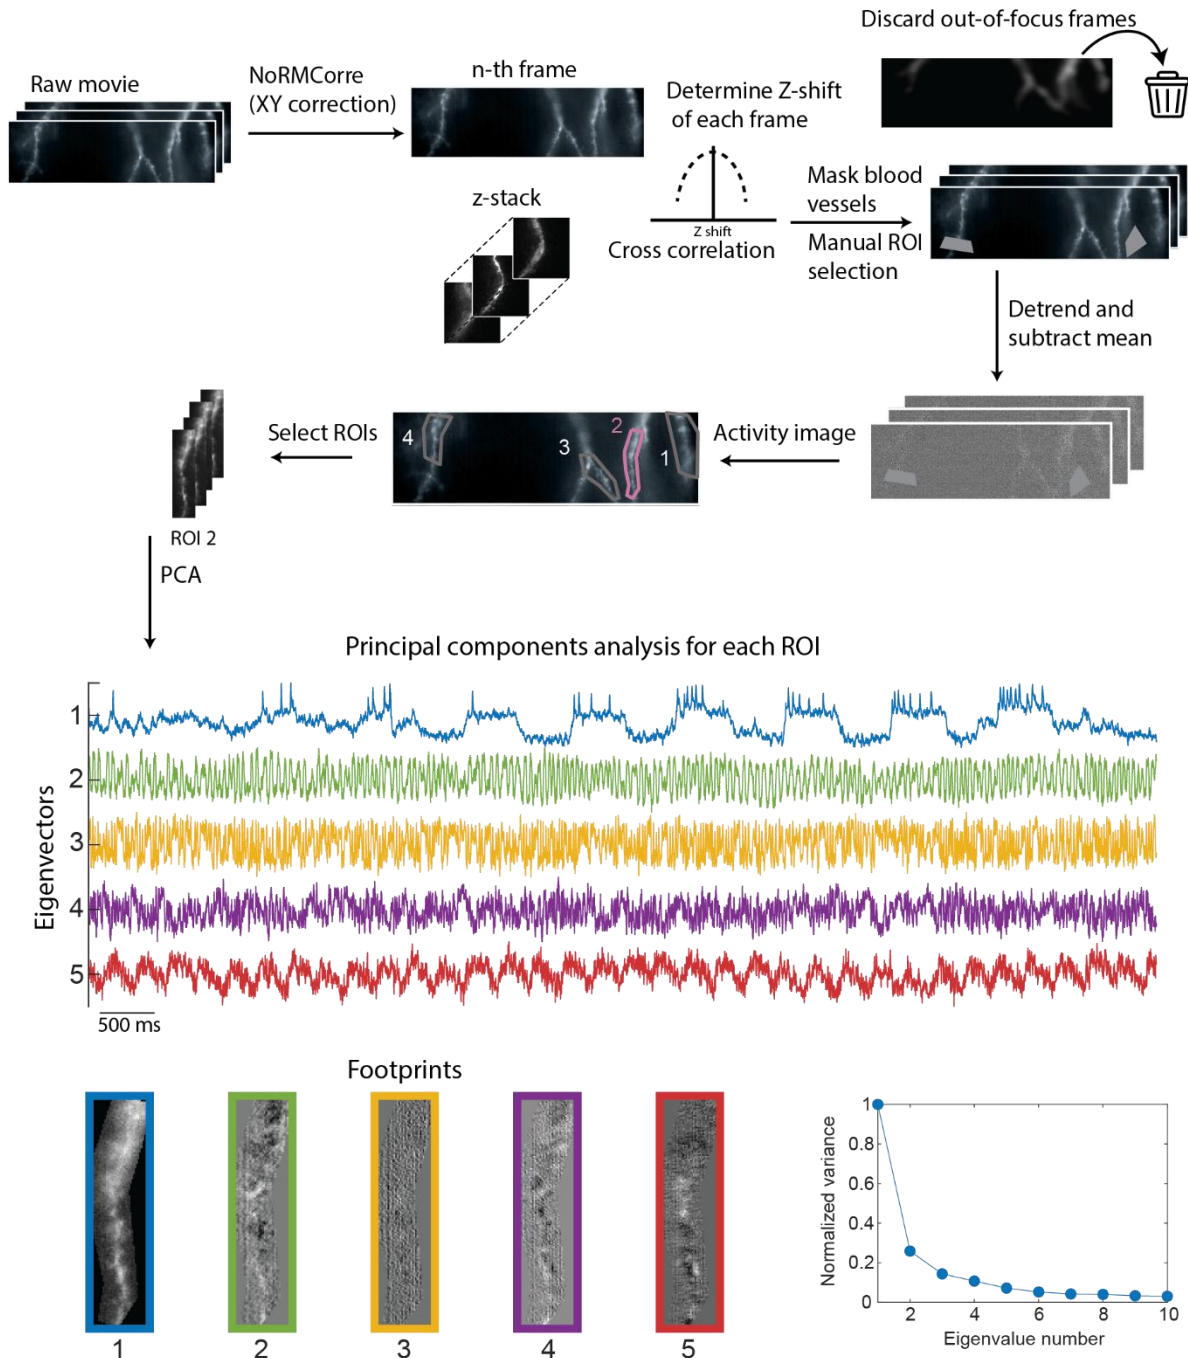 Discard out-of-focus frames
Raw movie
NoRMCorre
(XY correction)
n-th frame
Determine Z-shift
of each frame
z-stack
Z shift
Cross correlation
Mask blood
vessels
Manual ROI
selection
Detrend and
subtract mean
Activity image
1
2
3
4
Select ROIs
ROI 2
PCA
Principal components analysis for each ROI
Eigenvectors
1
2
3
4
5
500 ms
Footprints
1
2
3
4
5
Normalized variance
1
0.8
0.6
0.4
0.2
0
2
4
6
8
10
Eigenvalue number